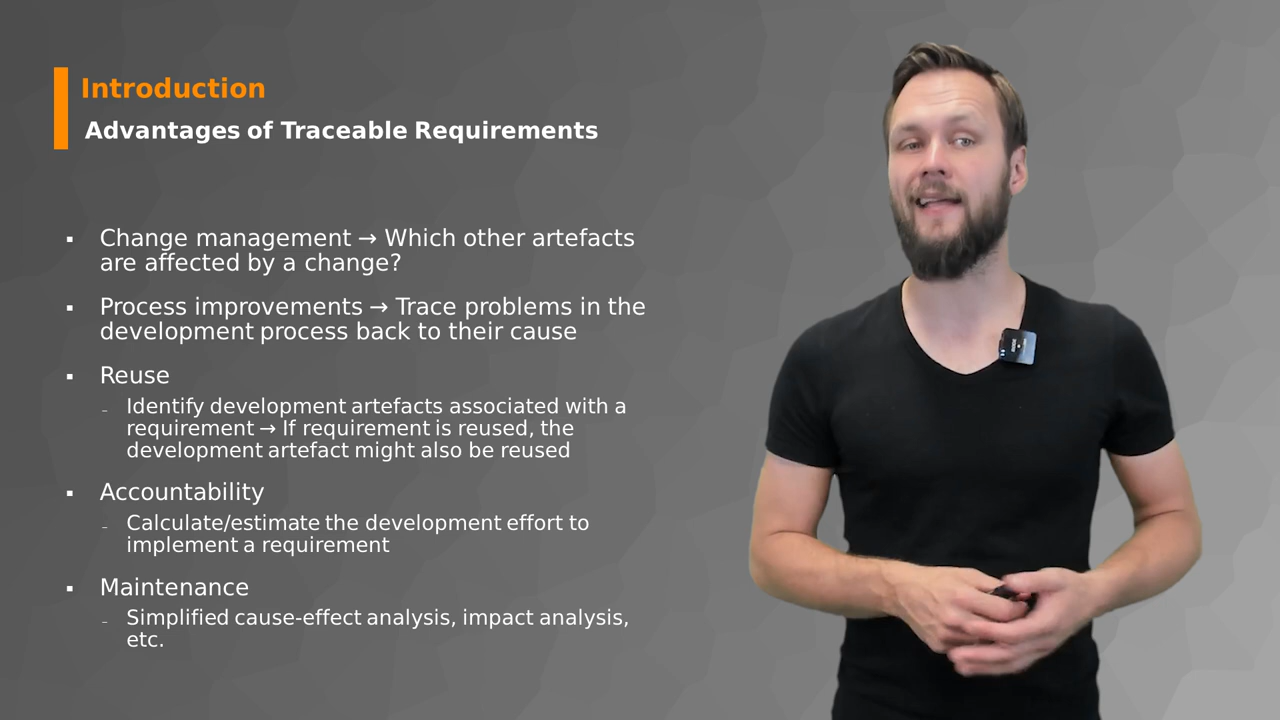 Introduction
Advantages of Traceable Requirements
▪ Change management → Which other artefacts
are affected by a change?
▪ Process improvements → Trace problems in the
development process back to their cause
▪ Reuse
- Identify development artefacts associated with a
requirement → If requirement is reused, the
development artefact might also be reused
▪ Accountability
- Calculate/estimate the development effort to
implement a requirement
▪ Maintenance
- Simplified cause-effect analysis, impact analysis,
etc.